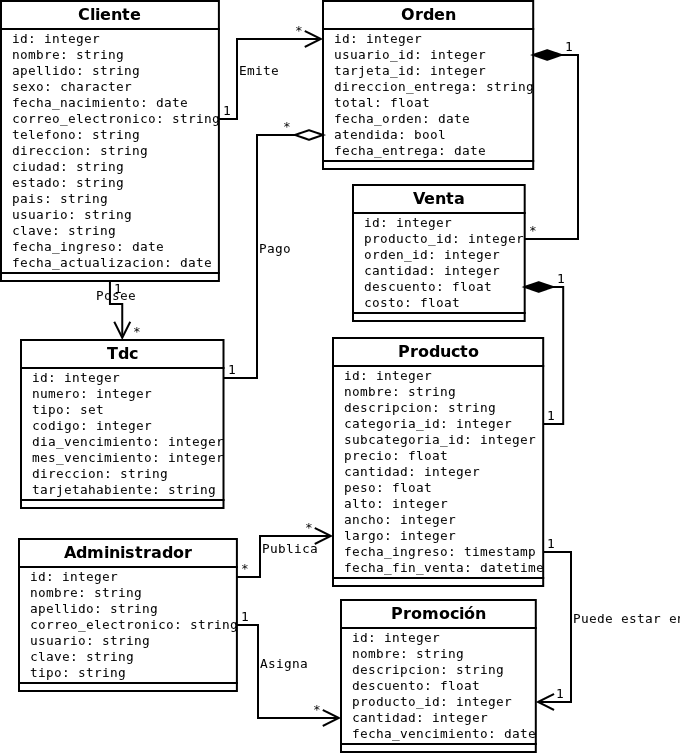 Cliente
id: integer
nombre: string
apellido: string
sexo: character
fecha_nacimiento: date
correo_electronico: string
telefono: string
direccion: string
ciudad: string
estado: string
pais: string
usuario: string
clave: string
fecha_ingreso: date
fecha_actualizacion: date
1
Emite
*
Orden
id: integer
usuario_id: integer
tarjeta_id: integer
direccion_entrega: string
total: float
fecha_orden: date
atendida: bool
fecha_entrega: date
1
*
*
Pago
1
Venta
id: integer
producto_id: integer
orden_id: integer
cantidad: integer
descuento: float
costo: float
1
1
1
Posee
*
Tdc
id: integer
numero: integer
tipo: set
codigo: integer
dia_vencimiento: integer
mes_vencimiento: integer
direccion: string
tarjetahabiente: string
Producto
id: integer
nombre: string
descripcion: string
categoria_id: integer
subcategoria_id: integer
precio: float
cantidad: integer
peso: float
alto: integer
ancho: integer
largo: integer
fecha_ingreso: timestamp
fecha_fin_venta: datetime
Administrador
id: integer
nombre: string
apellido: string
correo_electronico: string
usuario: string
clave: string
tipo: string
*
Publica
*
1
Asigna
*
1
Puede estar en
1
Promoción
id: integer
nombre: string
descripcion: string
descuento: float
producto_id: integer
cantidad: integer
fecha_vencimiento: date